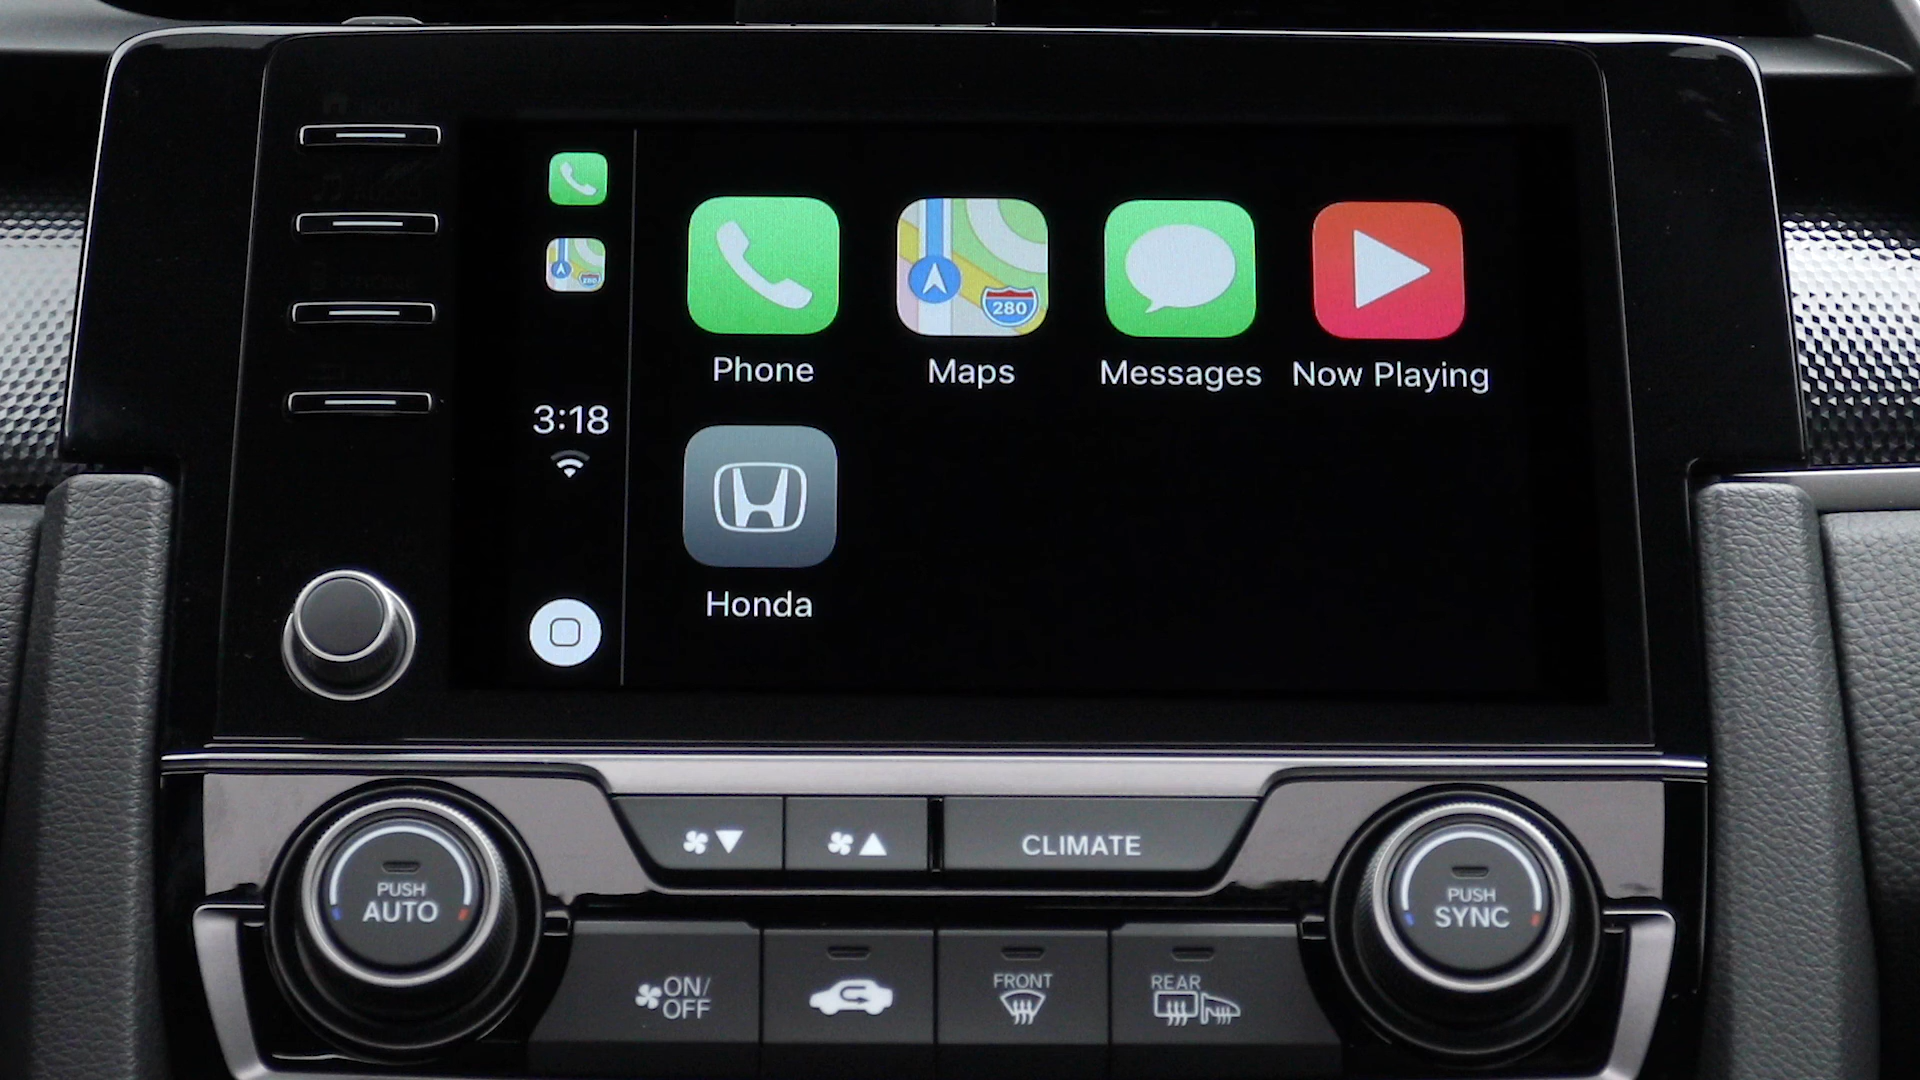 Phone
Maps
280
Messages
Now Playing
3:18
Honda
CLIMATE
PUSH
AUTO
PUSH
SYNC
ON/
OFF
FRONT
REAR